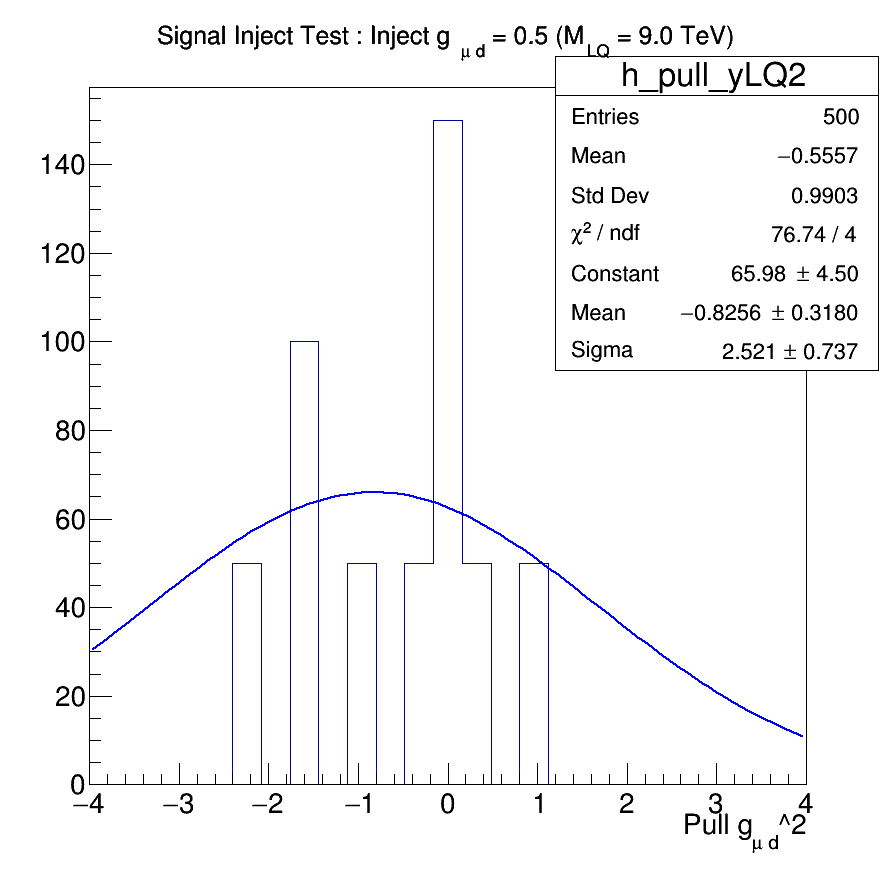 Signal Inject Test : Inject g μ d = 0.5 (M LQ = 9.0 TeV)
h_pull_yLQ2
Entries 500
Mean −0.5557
Std Dev 0.9903
χ² / ndf 76.74 / 4
Constant 65.98 ± 4.50
Mean −0.8256 ± 0.3180
Sigma 2.521 ± 0.737
140
120
100
80
60
40
20
0
−4 −3 −2 −1 0 1 2 3 4
Pull g μ d ^2